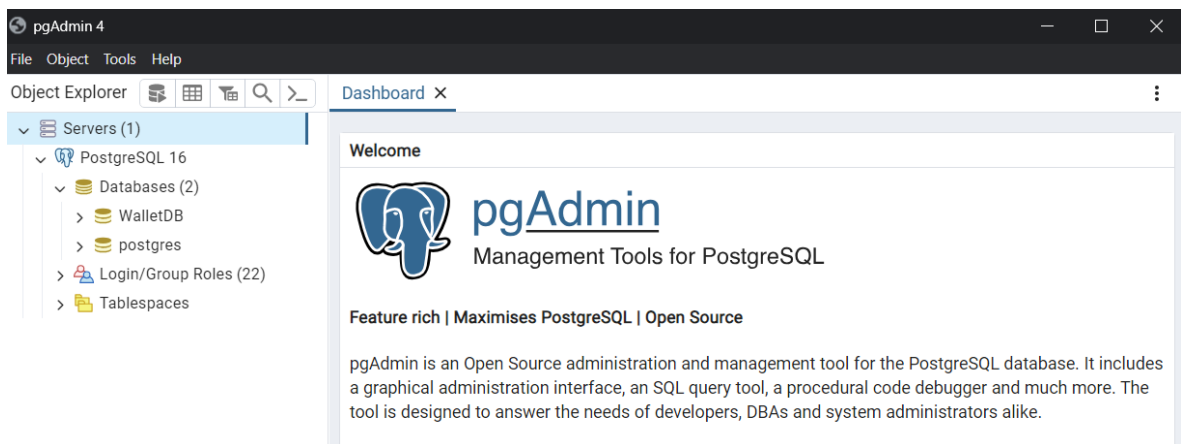 pgAdmin 4
File Object Tools Help
Object Explorer
Servers (1)
PostgreSQL 16
Databases (2)
WalletDB
postgres
Login/Group Roles (22)
Tablespaces
Dashboard
Welcome
pgAdmin
Management Tools for PostgreSQL
Feature rich | Maximises PostgreSQL | Open Source
pgAdmin is an Open Source administration and management tool for the PostgreSQL database. It includes
a graphical administration interface, an SQL query tool, a procedural code debugger and much more. The
tool is designed to answer the needs of developers, DBAs and system administrators alike.